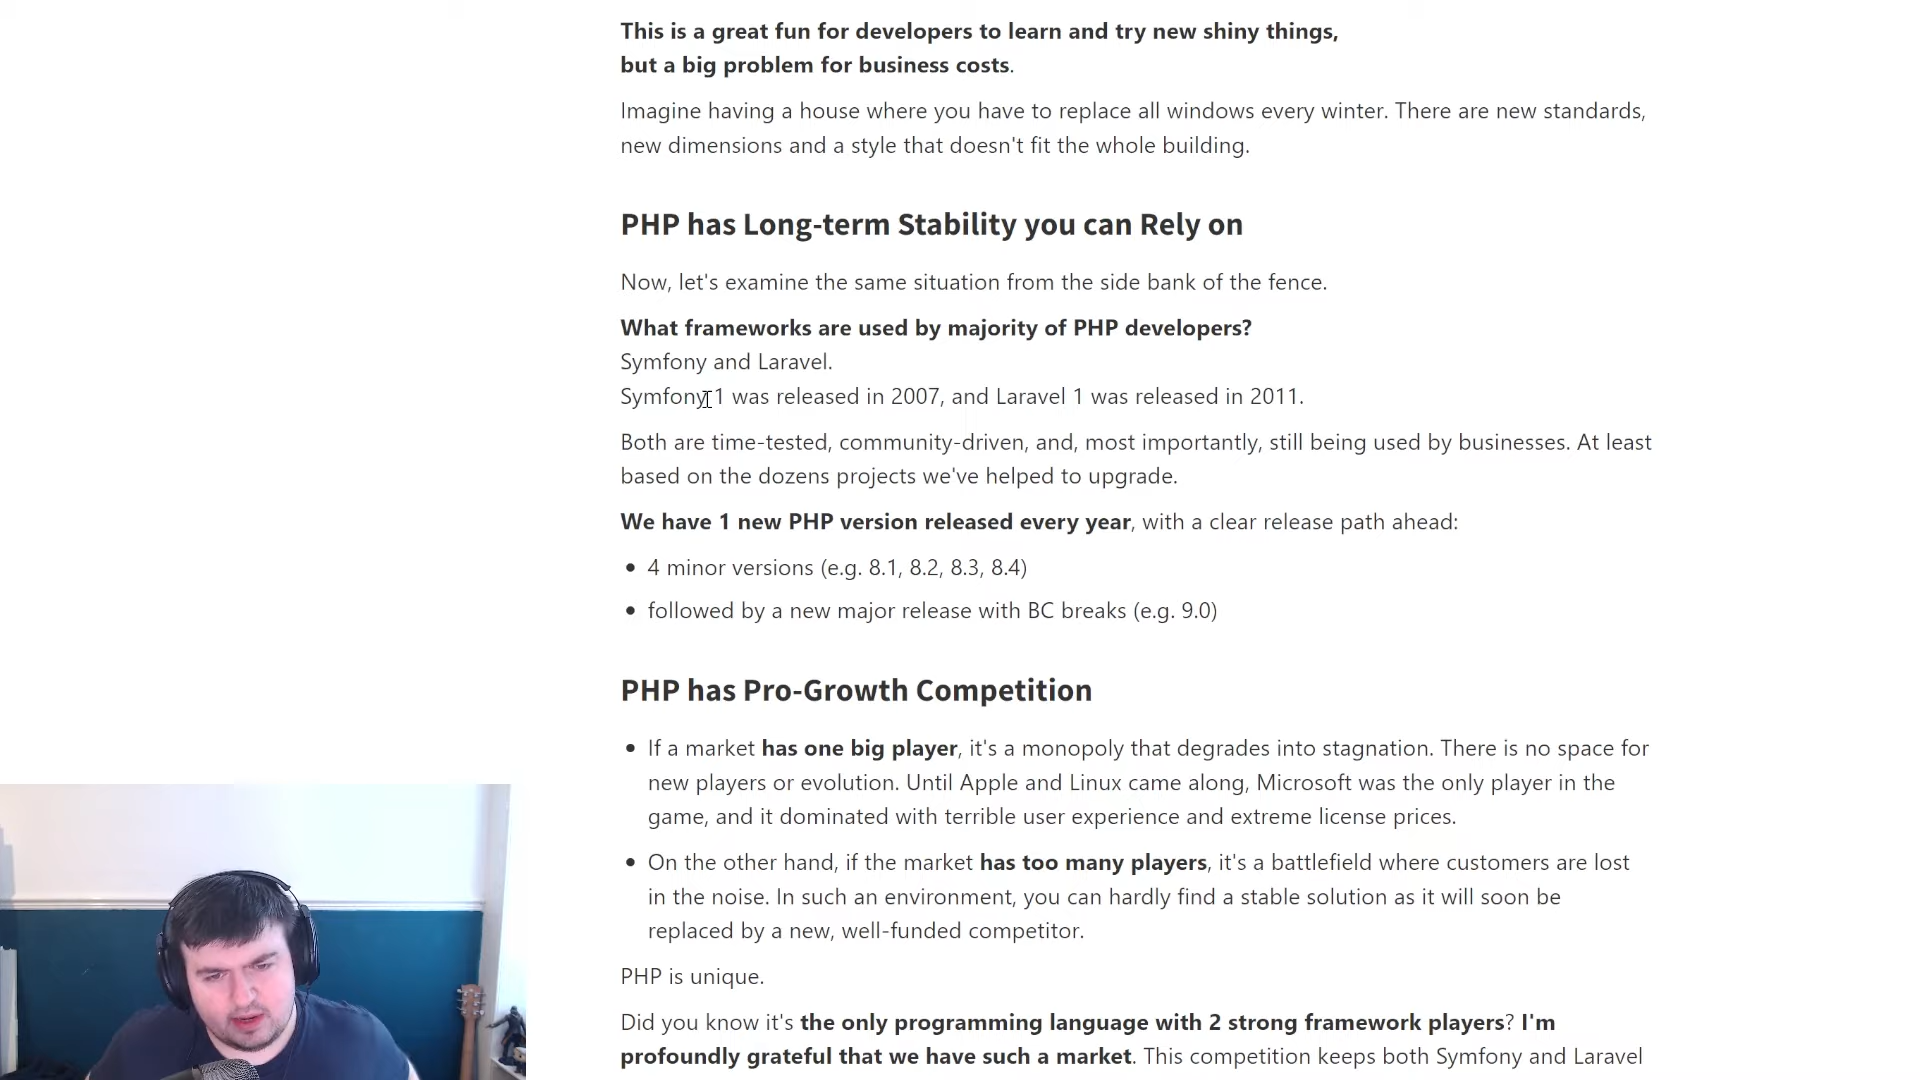 This is a great fun for developers to learn and try new shiny things,
but a big problem for business costs.
Imagine having a house where you have to replace all windows every winter. There are new standards,
new dimensions and a style that doesn't fit the whole building.
PHP has Long-term Stability you can Rely on
Now, let's examine the same situation from the side bank of the fence.
What frameworks are used by majority of PHP developers?
Symfony and Laravel.
Symfony 1 was released in 2007, and Laravel 1 was released in 2011.
Both are time-tested, community-driven, and, most importantly, still being used by businesses. At least
based on the dozens projects we've helped to upgrade.
We have 1 new PHP version released every year, with a clear release path ahead:
• 4 minor versions (e.g. 8.1, 8.2, 8.3, 8.4)
• followed by a new major release with BC breaks (e.g. 9.0)
PHP has Pro-Growth Competition
• If a market has one big player, it's a monopoly that degrades into stagnation. There is no space for
new players or evolution. Until Apple and Linux came along, Microsoft was the only player in the
game, and it dominated with terrible user experience and extreme license prices.
• On the other hand, if the market has too many players, it's a battlefield where customers are lost
in the noise. In such an environment, you can hardly find a stable solution as it will soon be
replaced by a new, well-funded competitor.
PHP is unique.
Did you know it's the only programming language with 2 strong framework players? I'm
profoundly grateful that we have such a market. This competition keeps both Symfony and Laravel